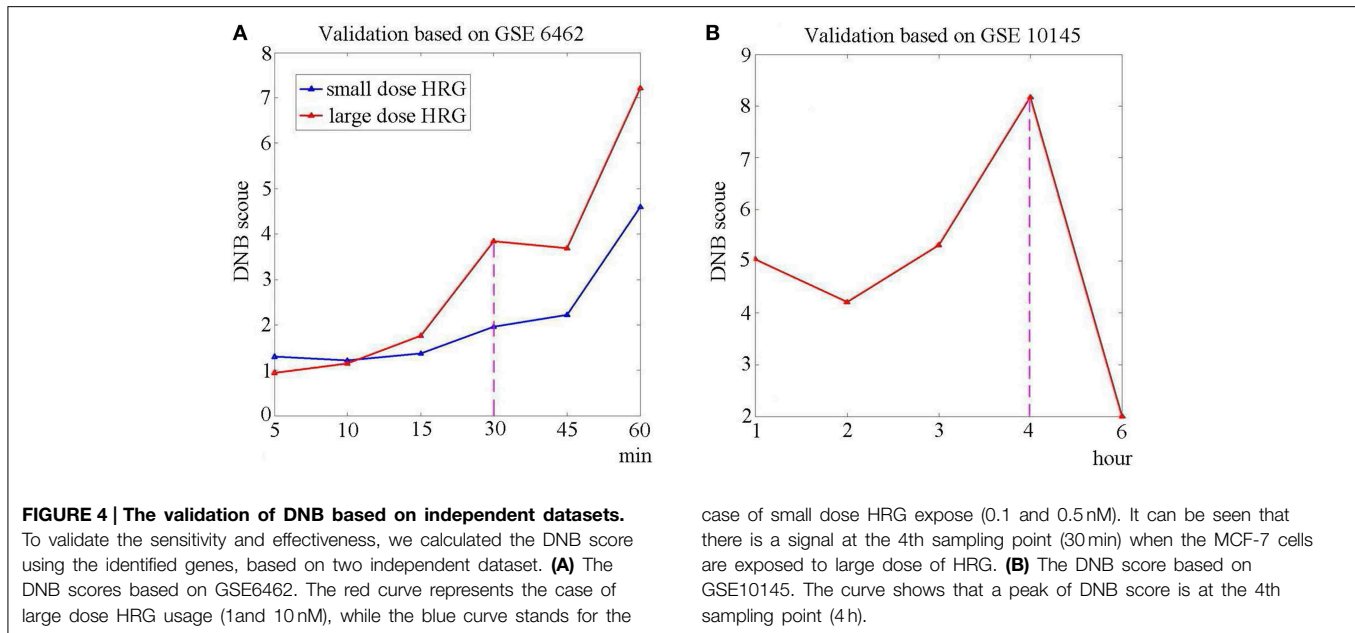 A
Validation based on GSE 6462
8
7
6
5
4
3
2
1
0
DNB scoue
small dose HRG
large dose HRG
5
10
15
30
45
60
min
B
Validation based on GSE 10145
9
8
7
6
5
4
3
2
DNB scoue
1
2
3
4
6
hour
FIGURE 4 | The validation of DNB based on independent datasets.
To validate the sensitivity and effectiveness, we calculated the DNB score
using the identified genes, based on two independent dataset. (A) The
DNB scores based on GSE6462. The red curve represents the case of
large dose HRG usage (1and 10 nM), while the blue curve stands for the
case of small dose HRG expose (0.1 and 0.5 nM). It can be seen that
there is a signal at the 4th sampling point (30 min) when the MCF-7 cells
are exposed to large dose of HRG. (B) The DNB score based on
GSE10145. The curve shows that a peak of DNB score is at the 4th
sampling point (4 h).